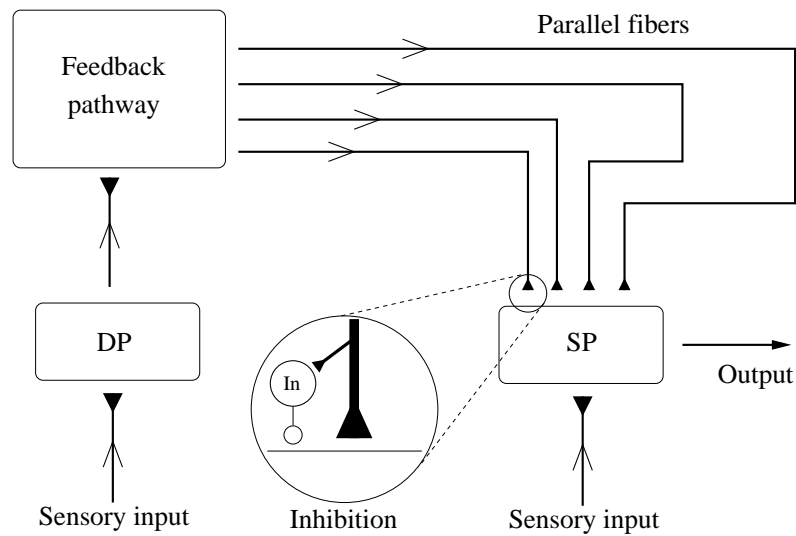 Parallel fibers
Feedback
pathway
DP
SP
In
Output
Sensory input
Inhibition
Sensory input